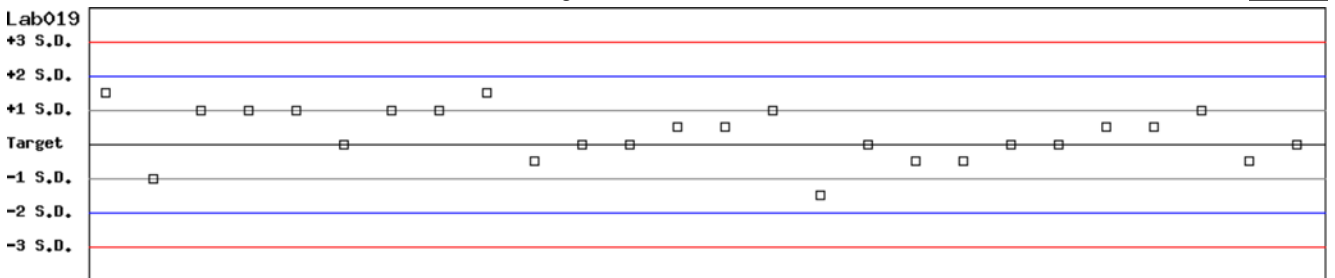 Lab019
+3 S.D.
+2 S.D.
+1 S.D.
Target
-1 S.D.
-2 S.D.
-3 S.D.